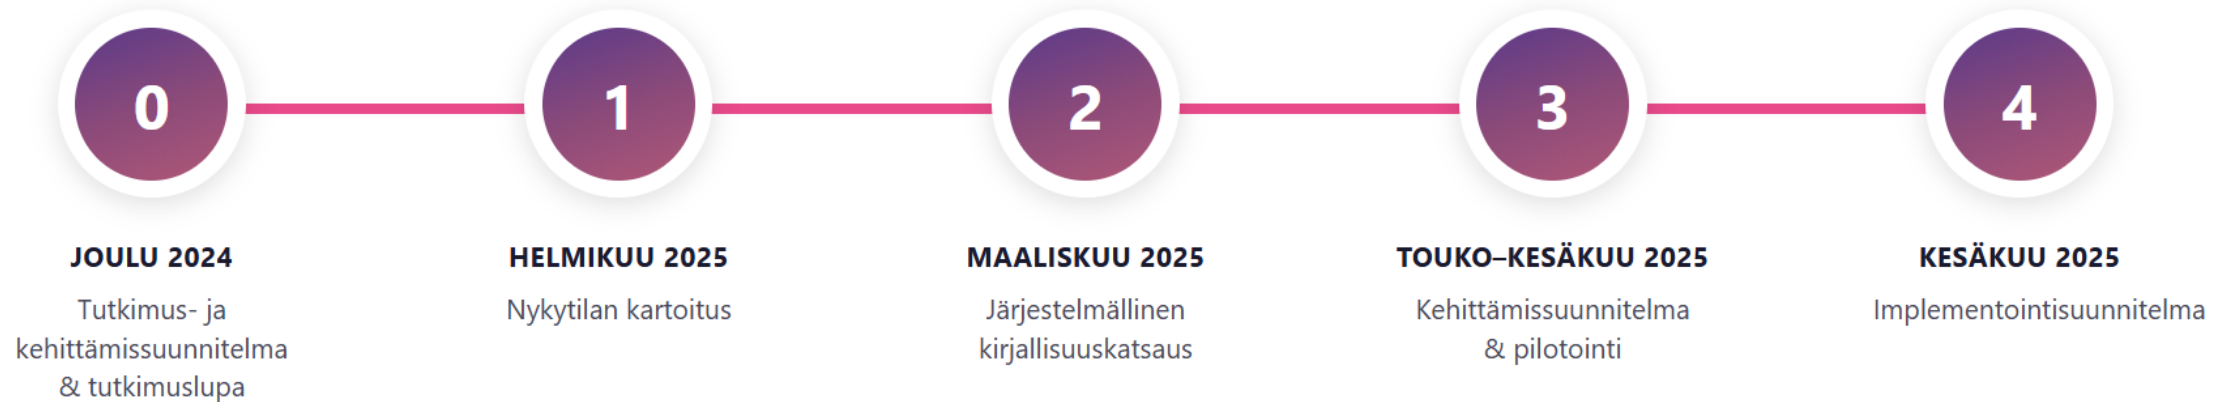 0
1
2
3
4
JOULU 2024
Tutkimus- ja
kehittämissuunnitelma
& tutkimuslupa
HELMIKUU 2025
Nykytilan kartoitus
MAALISKUU 2025
Järjestelmällinen
kirjallisuuskatsaus
TOUKO–KESÄKUU 2025
Kehittämissuunnitelma
& pilotointi
KESÄKUU 2025
Implementointisuunnitelma